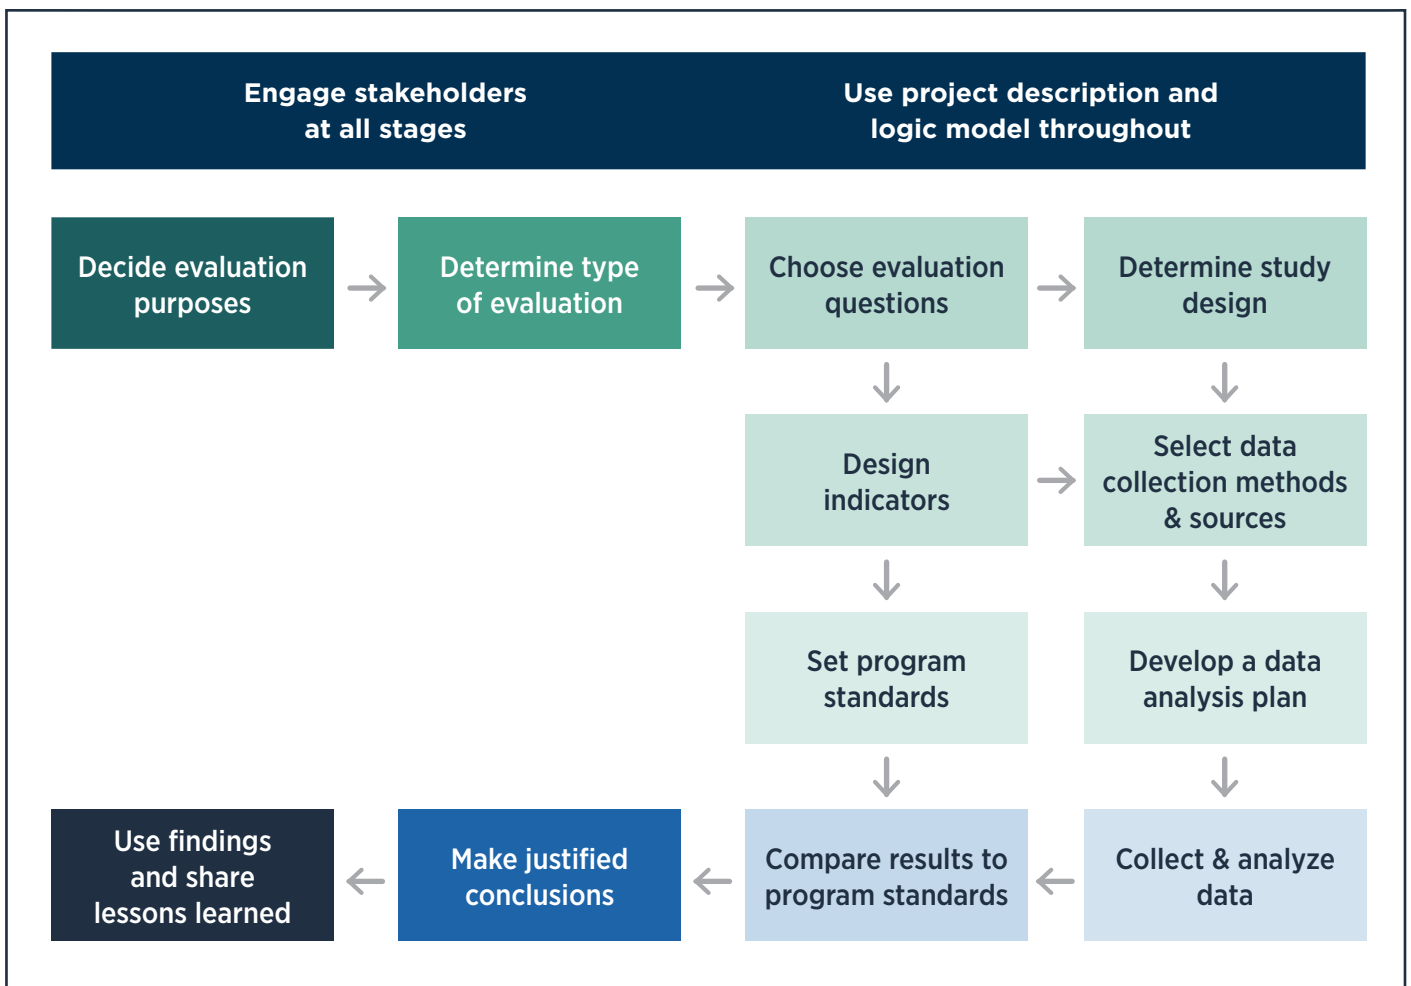 Engage stakeholders
at all stages
Use project description and
logic model throughout
Decide evaluation
purposes
Determine type
of evaluation
Choose evaluation
questions
Determine study
design
Design
indicators
Select data
collection methods
& sources
Set program
standards
Develop a data
analysis plan
Use findings
and share
lessons learned
Make justified
conclusions
Compare results to
program standards
Collect & analyze
data